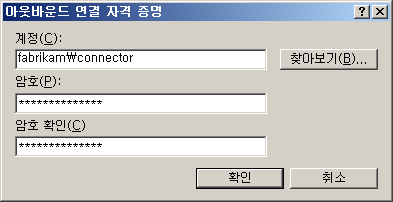 아웃바운드 연결 자격 증명
계정(C):
fabrikam₩connector
찾아보기(B)...
암호(P):
**************
암호 확인(C)
**************
확인
취소